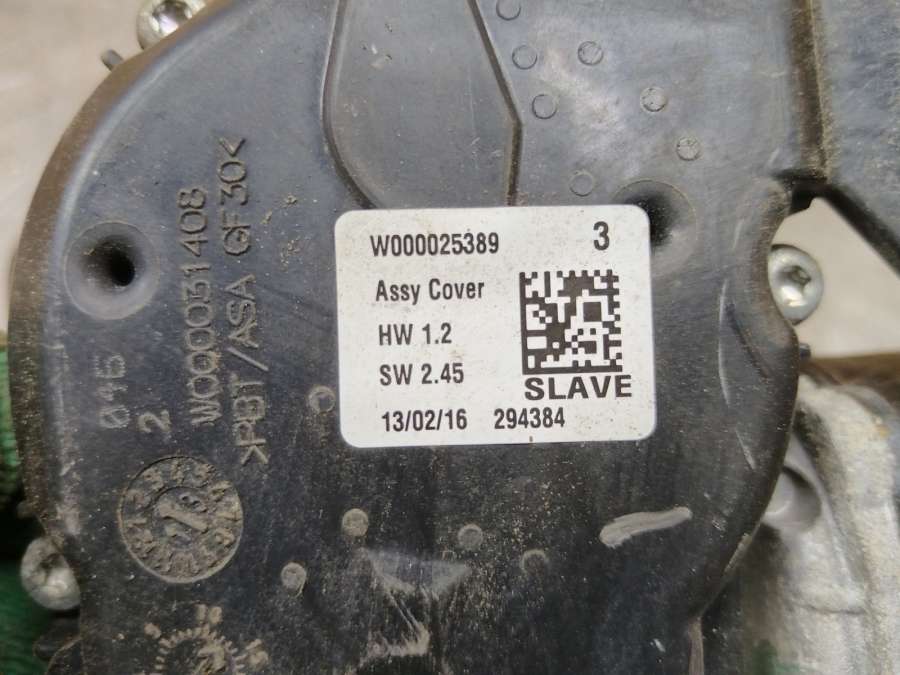 W000025389 3
Assy Cover
HW 1.2
SW 2.45
SLAVE
13/02/16 294384
W000031408
>PBT/ASA GF30<
015
2